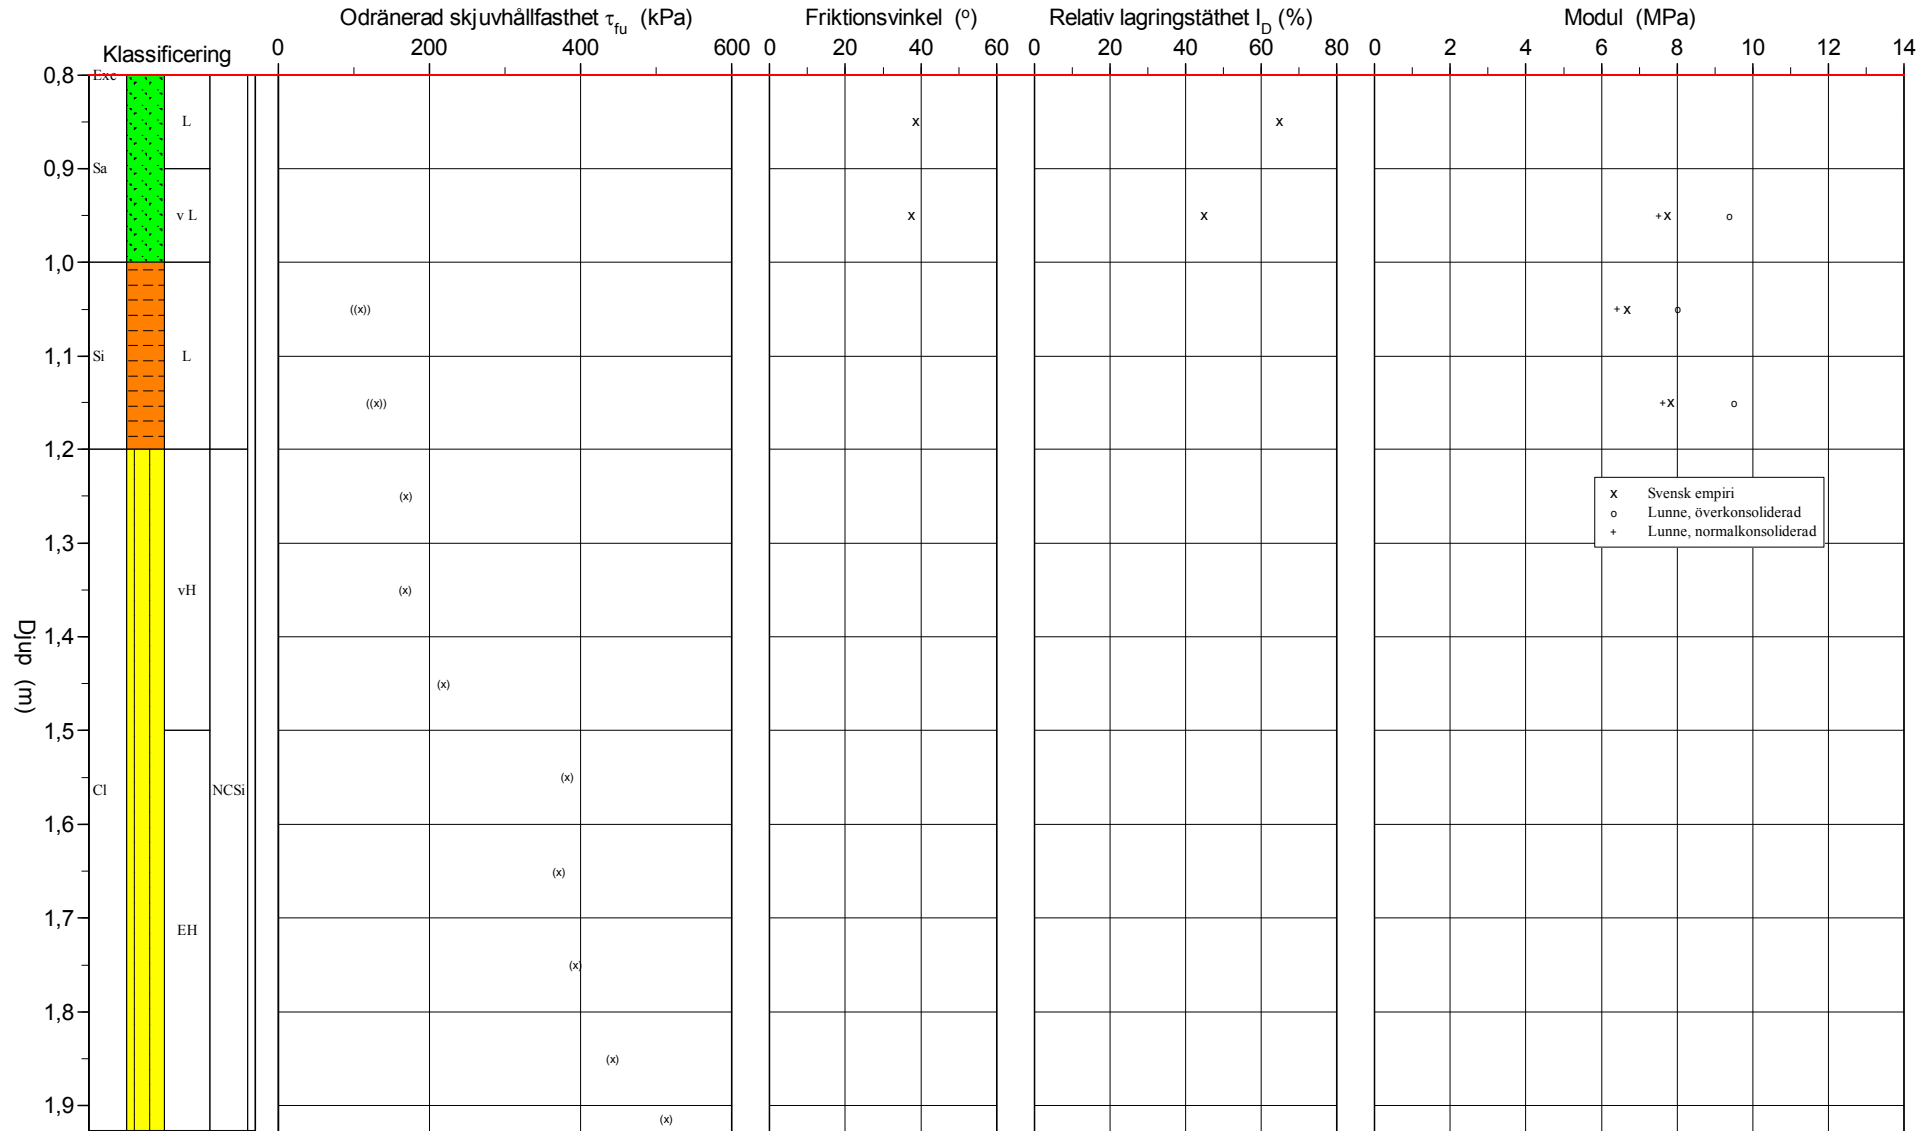 Odränerad skjuvhållfasthet τfu (kPa)
Friktionsvinkel (o)
Relativ lagringstäthet ID (%)
Modul (MPa)
Klassificering
0 200 400 600
0 20 40 60
0 20 40 60 80
0 2 4 6 8 10 12 14
Djup (m)
0,8
0,9
1,0
1,1
1,2
1,3
1,4
1,5
1,6
1,7
1,8
1,9
Exc
L
Sa
v L
Si
L
vH
Cl
NCSi
EH
x x
x x + x o
((x)) + x o
((x)) + x o
(x)
(x)
(x)
(x)
(x)
(x)
(x)
(x)
x Svensk empiri
o Lunne, överkonsoliderad
+ Lunne, normalkonsoliderad